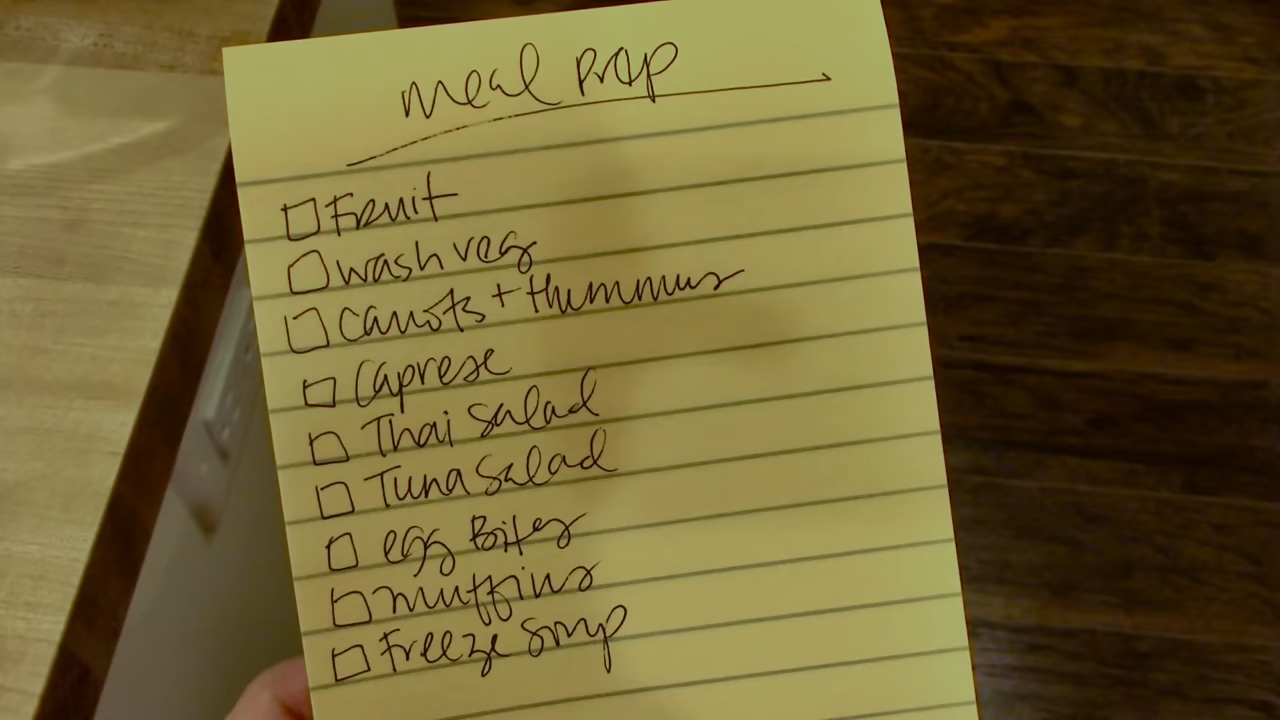 meal prep
Fruit
wash veg
carrots + hummus
Caprese
Thai salad
Tuna salad
egg Bites
muffins
Freeze soup